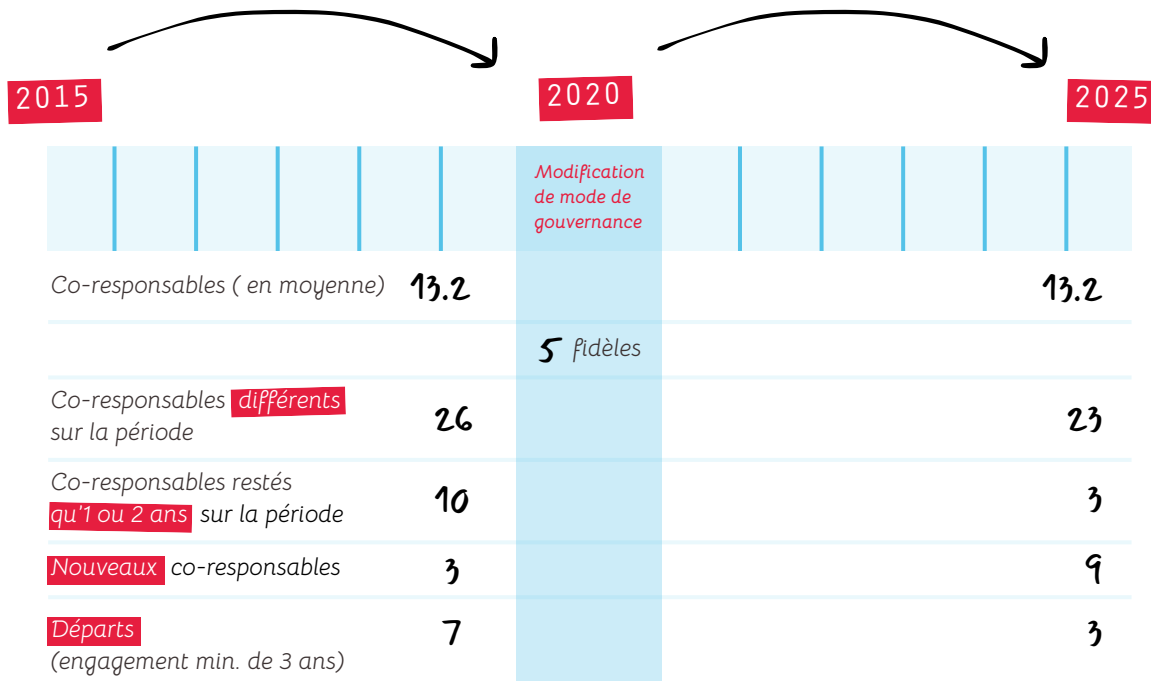 2015
2020
2025
Modification
de mode de
gouvernance
Co-responsables ( en moyenne) 13.2 13.2
5 fidèles
Co-responsables différents
sur la période 26 23
Co-responsables restés
qu'1 ou 2 ans sur la période 10 3
Nouveaux co-responsables 3 9
Départs 7 3
(engagement min. de 3 ans)